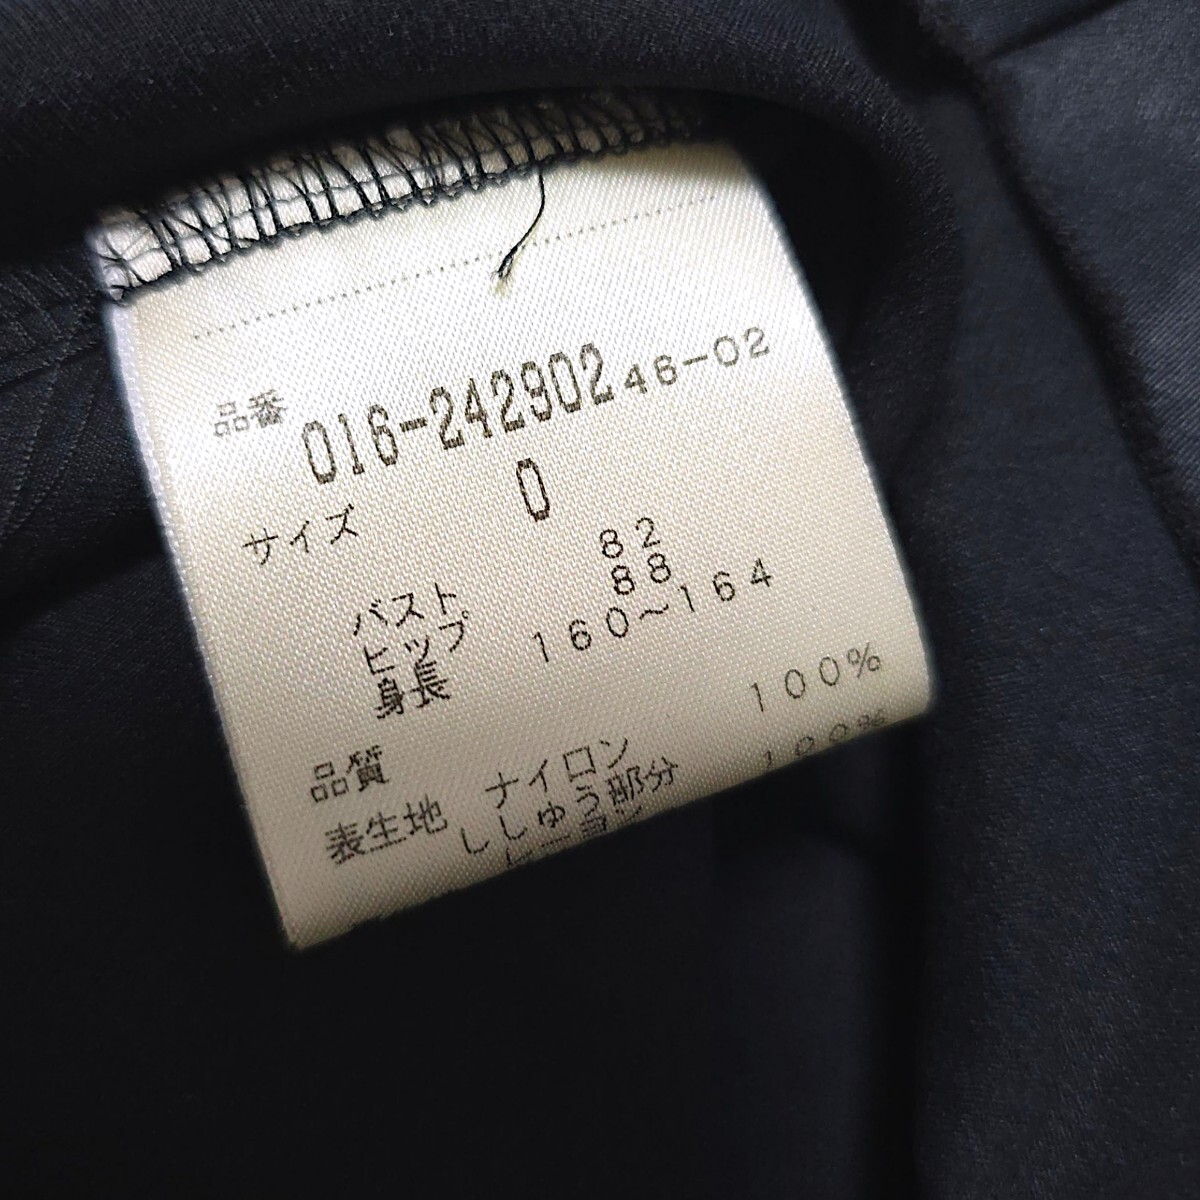 品番 016-242902 46-02
サイズ 0
バスト 82
ヒップ 88
身長 160～164
品質
表生地 ナイロン 100%
ししゅう部分 100%